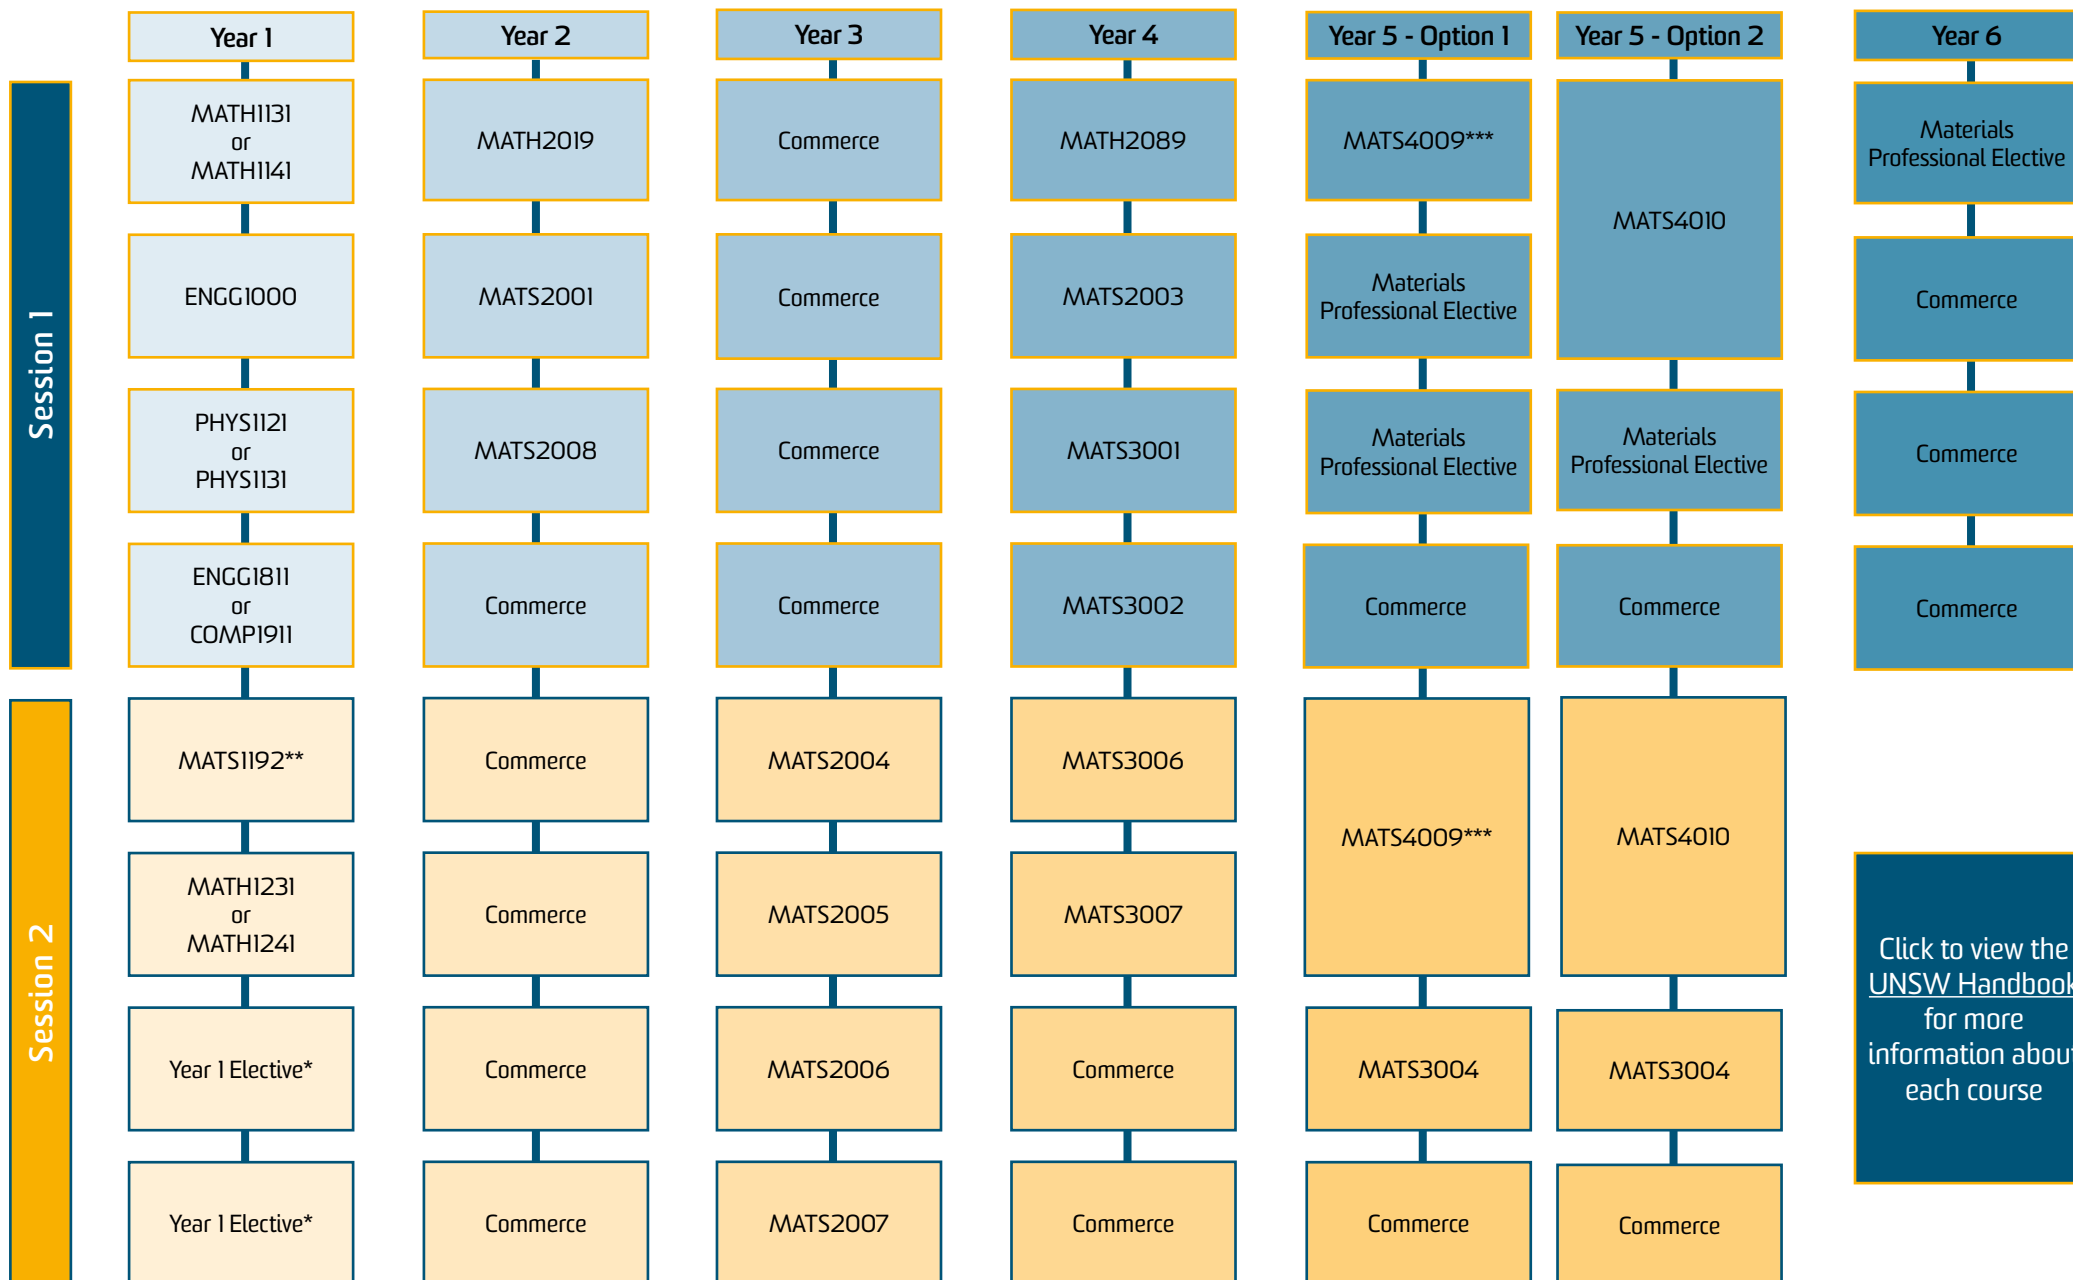 Year 1
Year 2
Year 3
Year 4
Year 5 - Option 1
Year 5 - Option 2
Year 6
Session 1
MATH1131
or
MATH1141
MATH2019
Commerce
MATH2089
MATS4009***
MATS4010
Materials
Professional Elective
ENGG1000
MATS2001
Commerce
MATS2003
Materials
Professional Elective
Commerce
PHYS1121
or
PHYS1131
MATS2008
Commerce
MATS3001
Materials
Professional Elective
Materials
Professional Elective
Commerce
ENGG1811
or
COMP1911
Commerce
Commerce
MATS3002
Commerce
Commerce
Commerce
Session 2
MATS1192**
Commerce
MATS2004
MATS3006
MATS4009***
MATS4010
MATH1231
or
MATH1241
Commerce
MATS2005
MATS3007
Year 1 Elective*
Commerce
MATS2006
Commerce
MATS3004
MATS3004
Year 1 Elective*
Commerce
MATS2007
Commerce
Commerce
Commerce
Click to view the
UNSW Handbook
for more
information about
each course